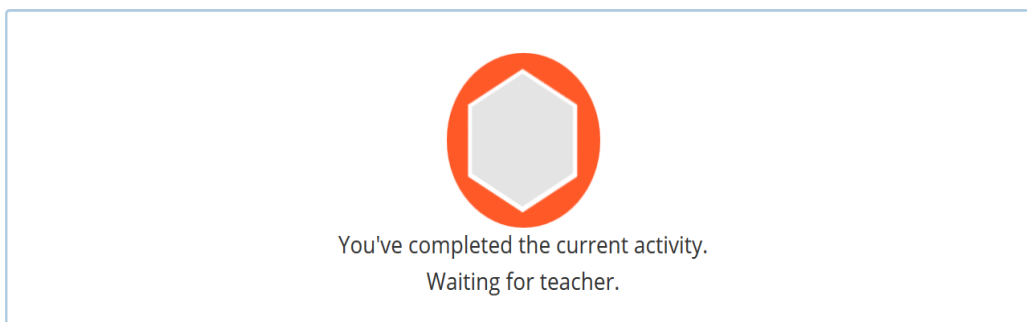 You've completed the current activity.
Waiting for teacher.